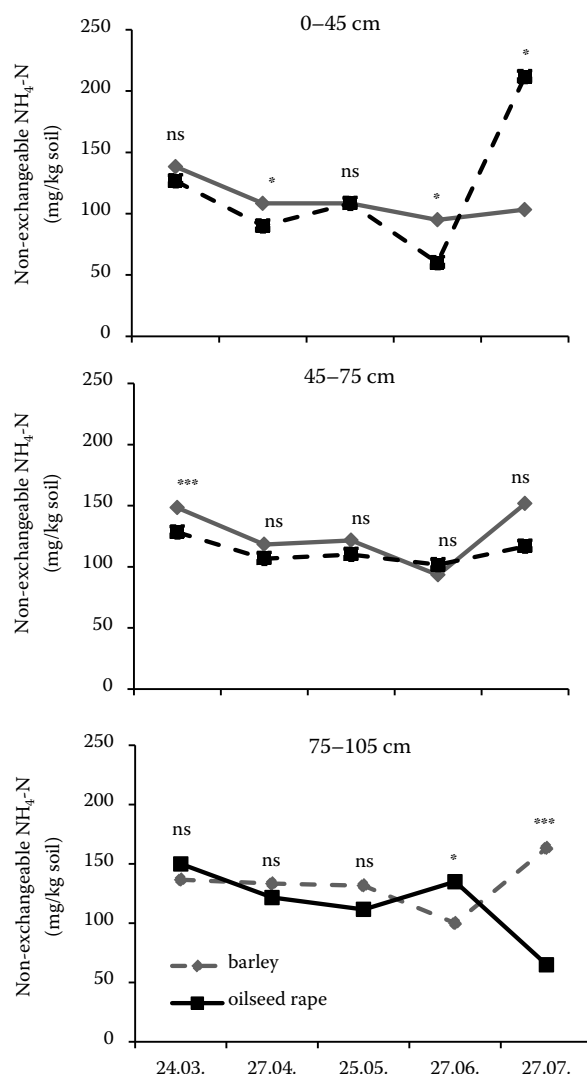 0–45 cm
Non-exchangeable NH₄-N
(mg/kg soil)
250
200
150
100
50
0
ns
*
ns
*
*
45–75 cm
Non-exchangeable NH₄-N
(mg/kg soil)
250
200
150
100
50
0
***
ns
ns
ns
ns
75–105 cm
Non-exchangeable NH₄-N
(mg/kg soil)
250
200
150
100
50
0
ns
ns
ns
*
***
barley
oilseed rape
24.03. 27.04. 25.05. 27.06. 27.07.